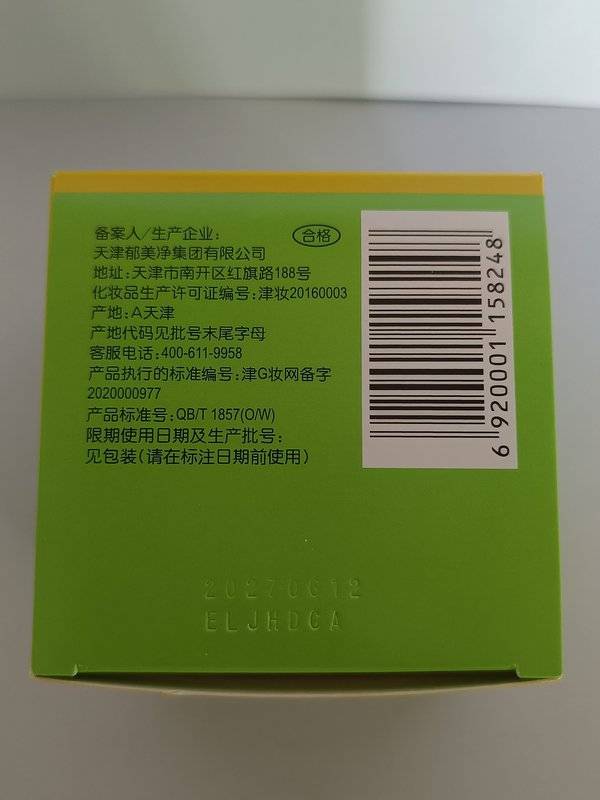 备案人/生产企业：
合格
天津郁美净集团有限公司
地址：天津市南开区红旗路188号
化妆品生产许可证编号：津妆20160003
产地：A天津
产地代码见批号末尾字母
客服电话：400-611-9958
产品执行的标准编号：津G妆网备字
2020000977
产品标准号：QB/T 1857(O/W)
限期使用日期及生产批号：
见包装(请在标注日期前使用)
6 920001 158248
20270612
ELJHDCA